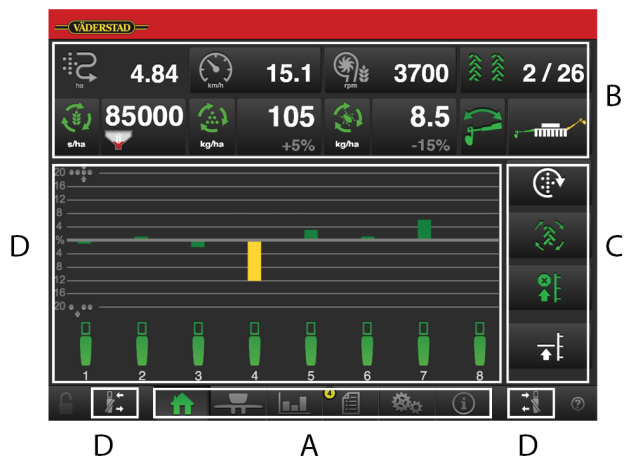 VÄDERSTAD
4.84 15.1 3700 2 / 26
ha km/h rpm
B
85000 105 8.5
8
s/ha kg/ha +5% kg/ha -15%
20
16
12
8
4
%
4
8
12
16
20
D
C
1 2 3 4 5 6 7 8
4
i ?
D A D